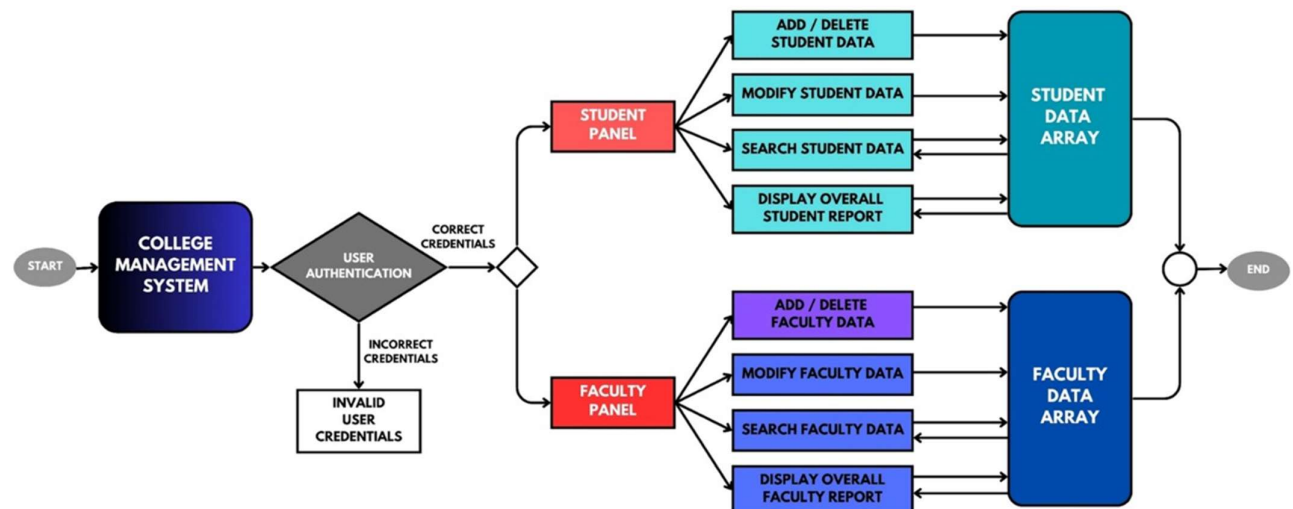 START
COLLEGE
MANAGEMENT
SYSTEM
USER
AUTHENTICATION
CORRECT
CREDENTIALS
INCORRECT
CREDENTIALS
INVALID
USER
CREDENTIALS
STUDENT
PANEL
ADD / DELETE
STUDENT DATA
MODIFY STUDENT DATA
SEARCH STUDENT DATA
DISPLAY OVERALL
STUDENT REPORT
STUDENT
DATA
ARRAY
FACULTY
PANEL
ADD / DELETE
FACULTY DATA
MODIFY FACULTY DATA
SEARCH FACULTY DATA
DISPLAY OVERALL
FACULTY REPORT
FACULTY
DATA
ARRAY
END